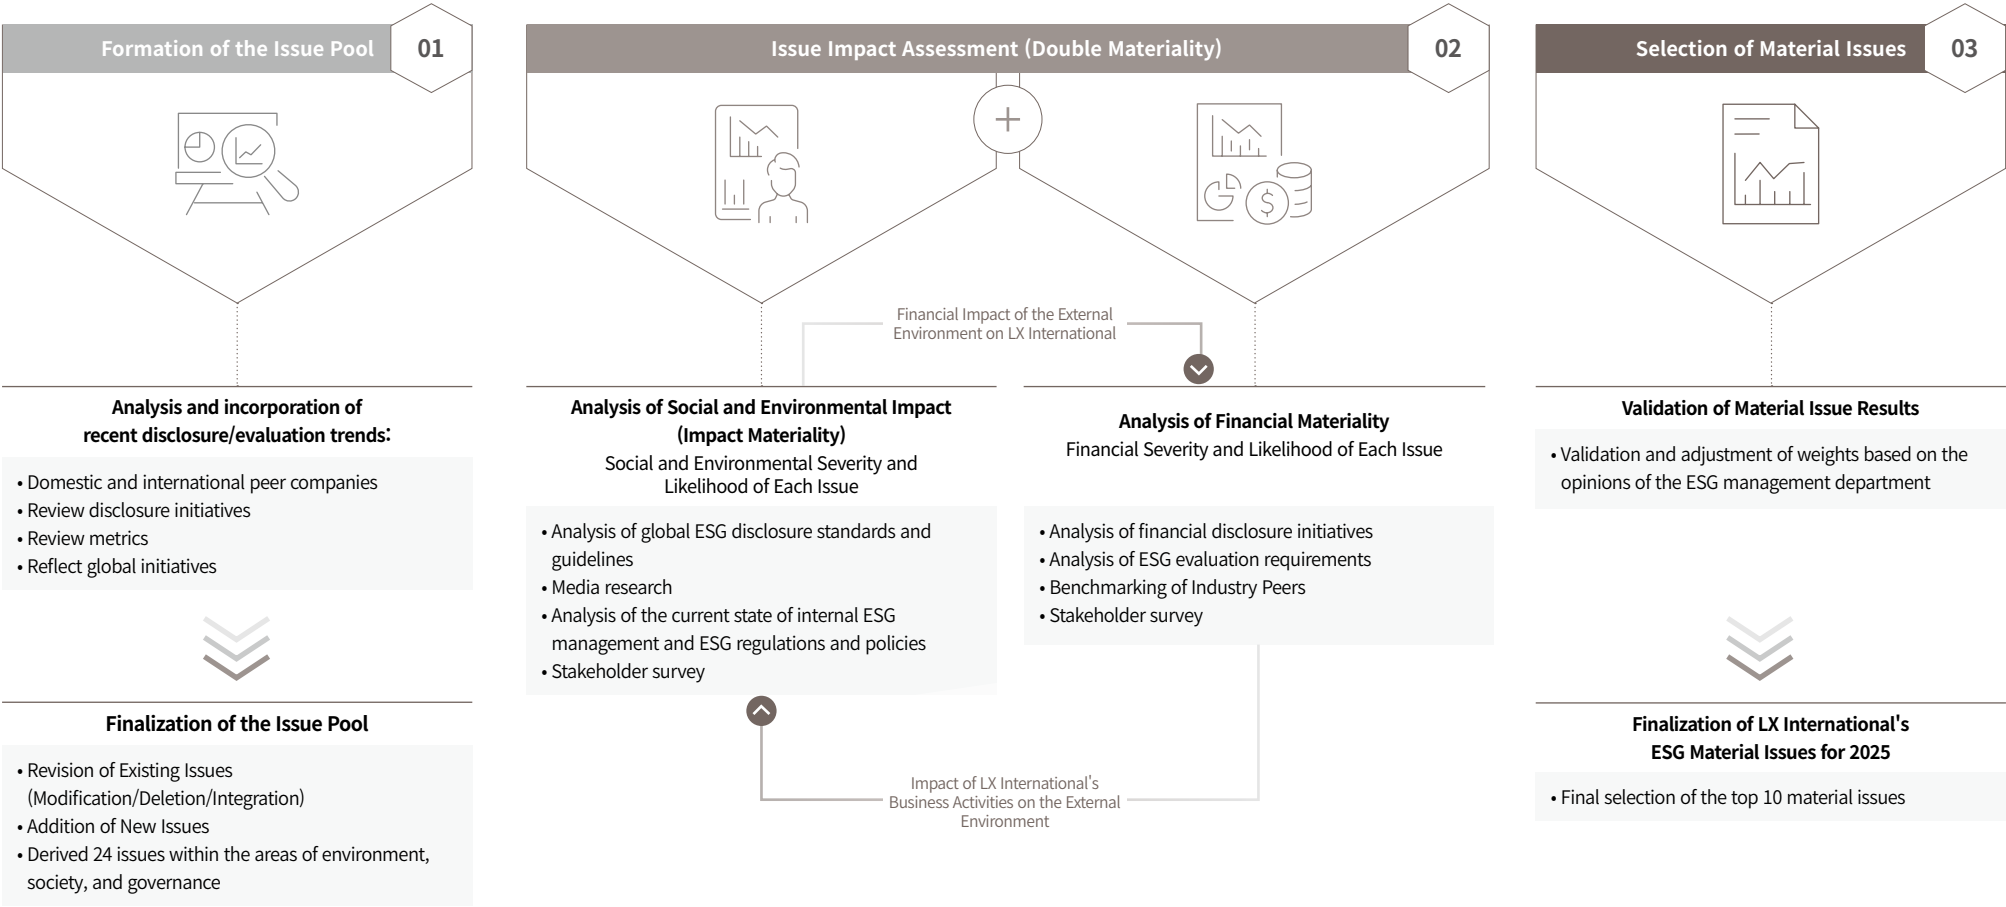 Formation of the Issue Pool
01
Analysis and incorporation of
recent disclosure/evaluation trends:
• Domestic and international peer companies
• Review disclosure initiatives
• Review metrics
• Reflect global initiatives
Finalization of the Issue Pool
• Revision of Existing Issues
(Modification/Deletion/Integration)
• Addition of New Issues
• Derived 24 issues within the areas of environment,
society, and governance
Issue Impact Assessment (Double Materiality)
02
Financial Impact of the External
Environment on LX International
Analysis of Social and Environmental Impact
(Impact Materiality)
Social and Environmental Severity and
Likelihood of Each Issue
• Analysis of global ESG disclosure standards and
guidelines
• Media research
• Analysis of the current state of internal ESG
management and ESG regulations and policies
• Stakeholder survey
Analysis of Financial Materiality
Financial Severity and Likelihood of Each Issue
• Analysis of financial disclosure initiatives
• Analysis of ESG evaluation requirements
• Benchmarking of Industry Peers
• Stakeholder survey
Impact of LX International's
Business Activities on the External
Environment
Selection of Material Issues
03
Validation of Material Issue Results
• Validation and adjustment of weights based on the
opinions of the ESG management department
Finalization of LX International's
ESG Material Issues for 2025
• Final selection of the top 10 material issues